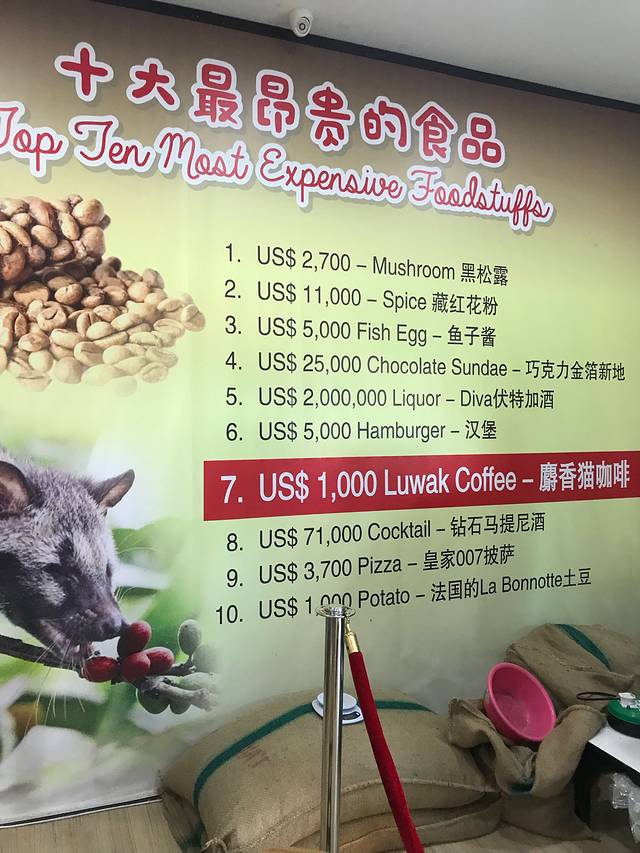 十大最昂贵的食品
Top Ten Most Expensive Foodstuffs
1. US$ 2,700 – Mushroom 黑松露
2. US$ 11,000 – Spice 藏红花粉
3. US$ 5,000 Fish Egg – 鱼子酱
4. US$ 25,000 Chocolate Sundae – 巧克力金箔新地
5. US$ 2,000,000 Liquor – Diva伏特加酒
6. US$ 5,000 Hamburger – 汉堡
7. US$ 1,000 Luwak Coffee – 麝香猫咖啡
8. US$ 71,000 Cocktail – 钻石马提尼酒
9. US$ 3,700 Pizza – 皇家007披萨
10. US$ 1,000 Potato – 法国的La Bonnotte土豆